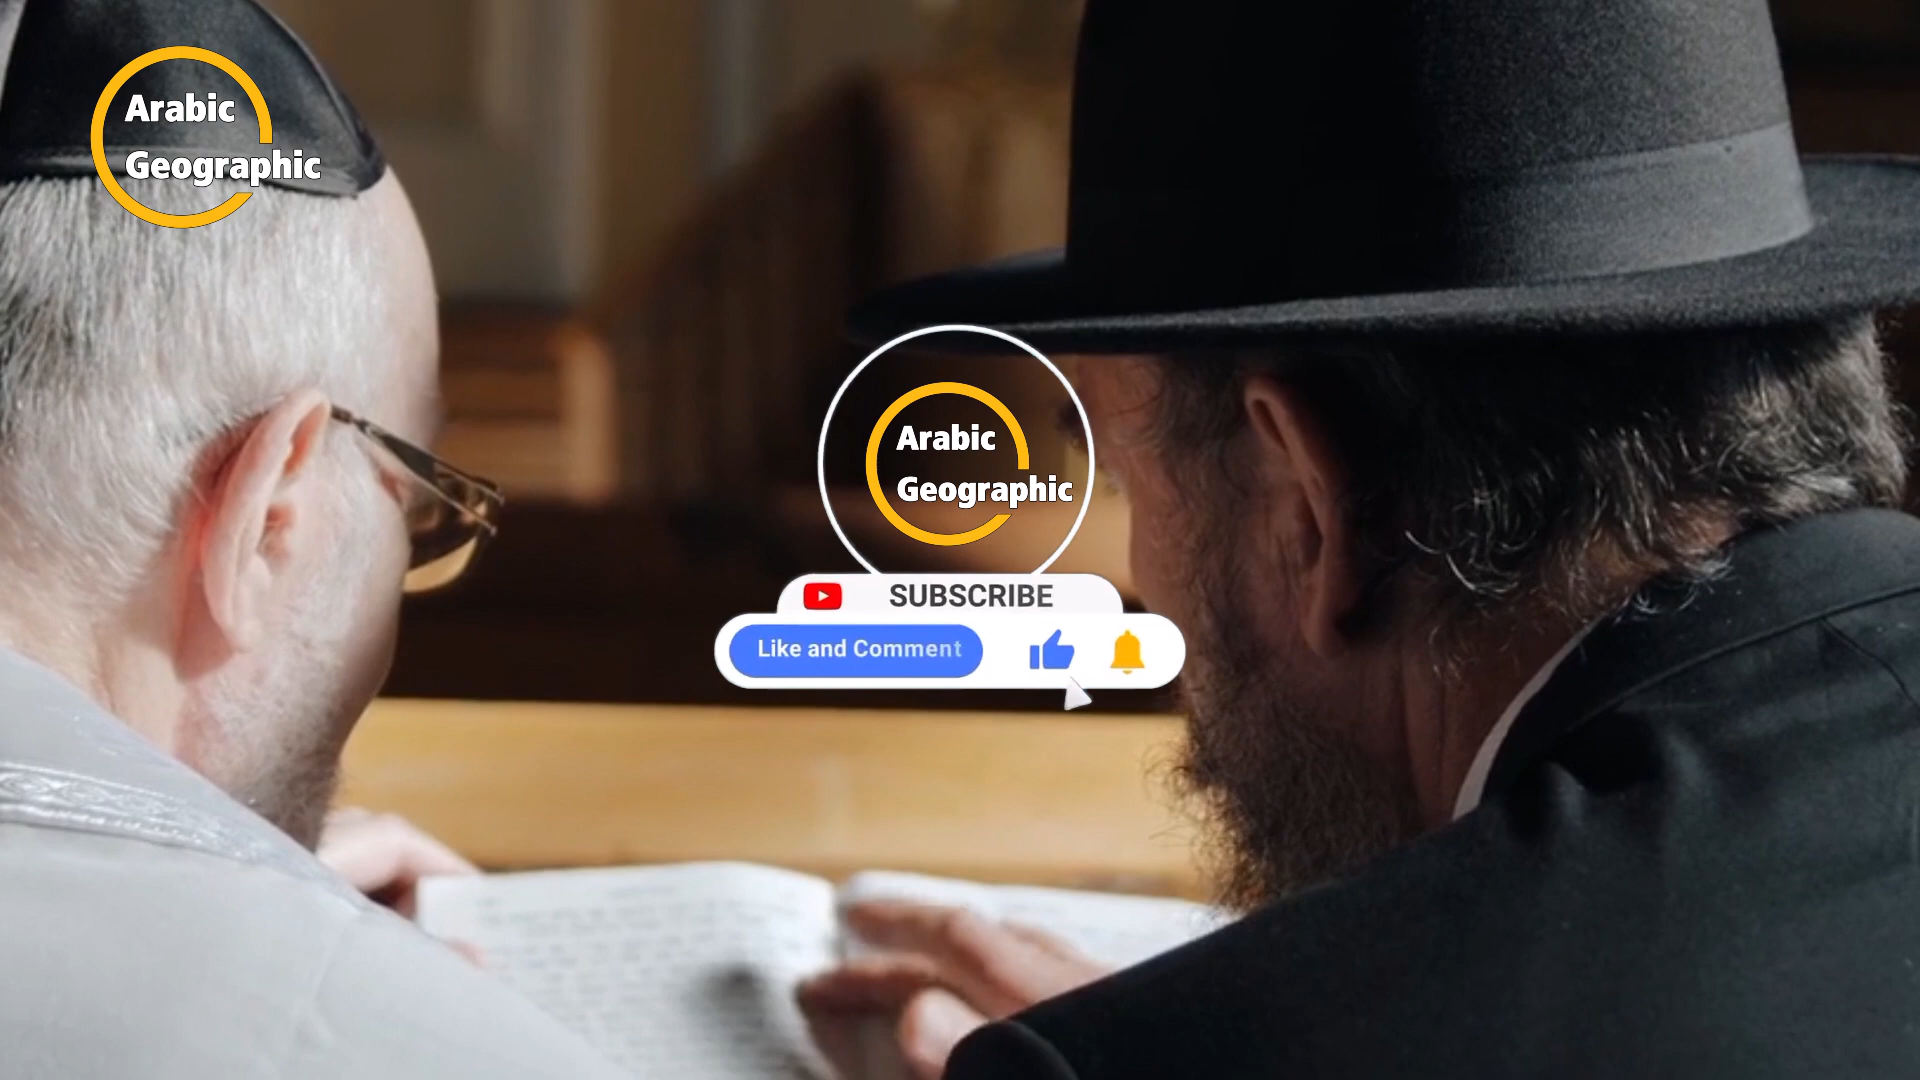 Arabic
Geographic
Arabic
Geographic
SUBSCRIBE
Like and Comment